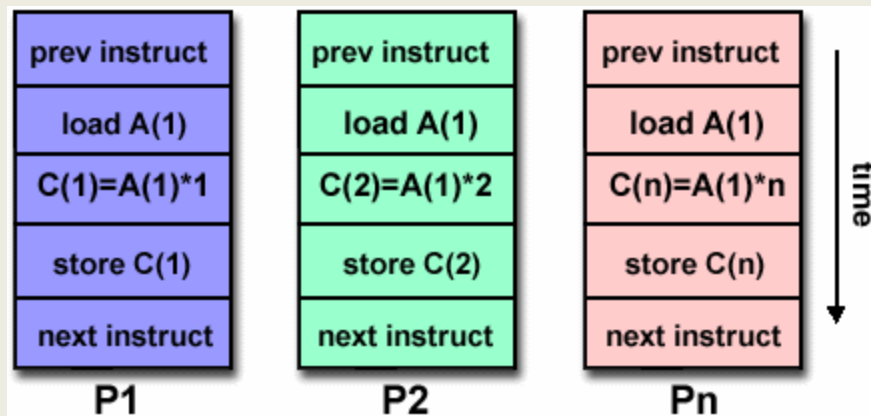 prev instruct
load A(1)
C(1)=A(1)*1
store C(1)
next instruct
P1
prev instruct
load A(1)
C(2)=A(1)*2
store C(2)
next instruct
P2
prev instruct
load A(1)
C(n)=A(1)*n
store C(n)
next instruct
Pn
time